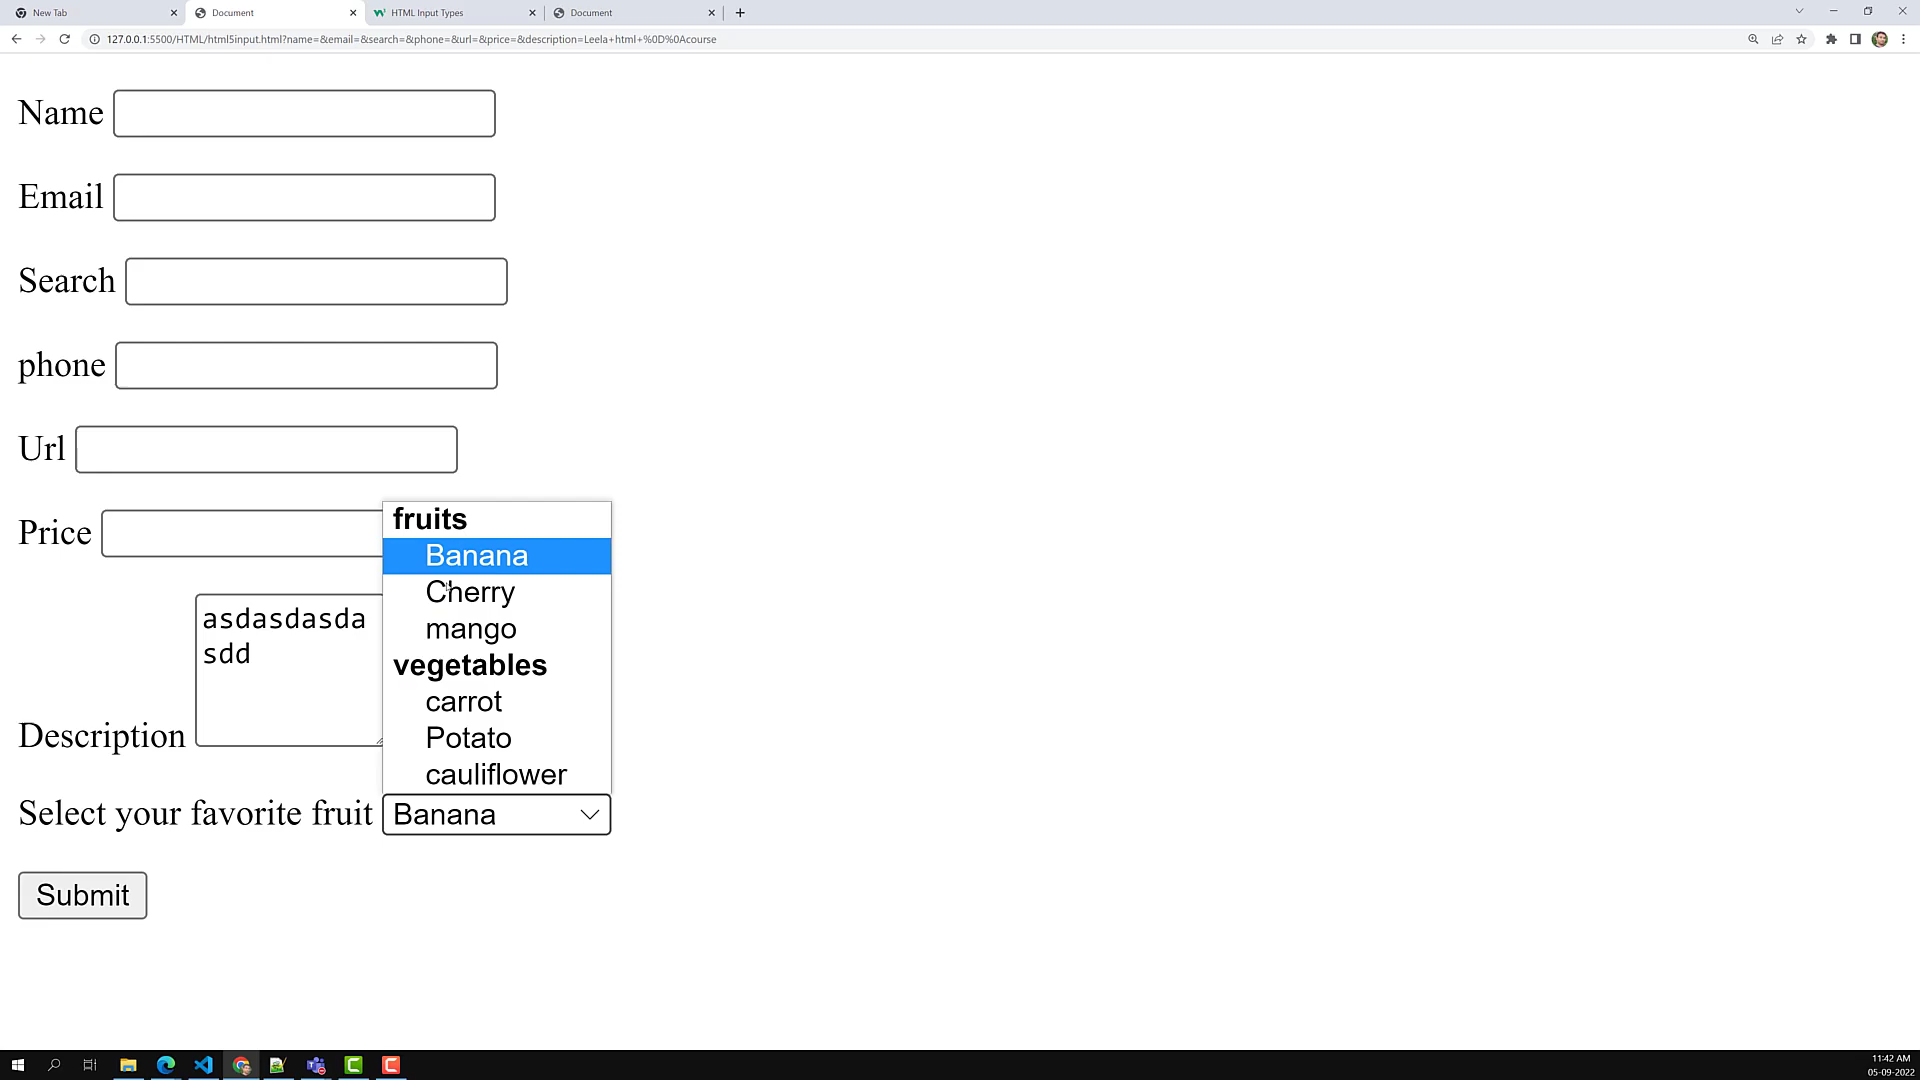 New Tab
Document
HTML Input Types
Document
127.0.0.1:5500/HTML/html5input.html?name=&email=&search=&phone=&url=&price=&description=Leela+html+%0D%0Acourse
Name
Email
Search
phone
Url
Price
fruits
Banana
Cherry
mango
vegetables
carrot
Potato
cauliflower
asdasdasda
sdd
Description
Select your favorite fruit Banana
Submit
11:42 AM
05-09-2022